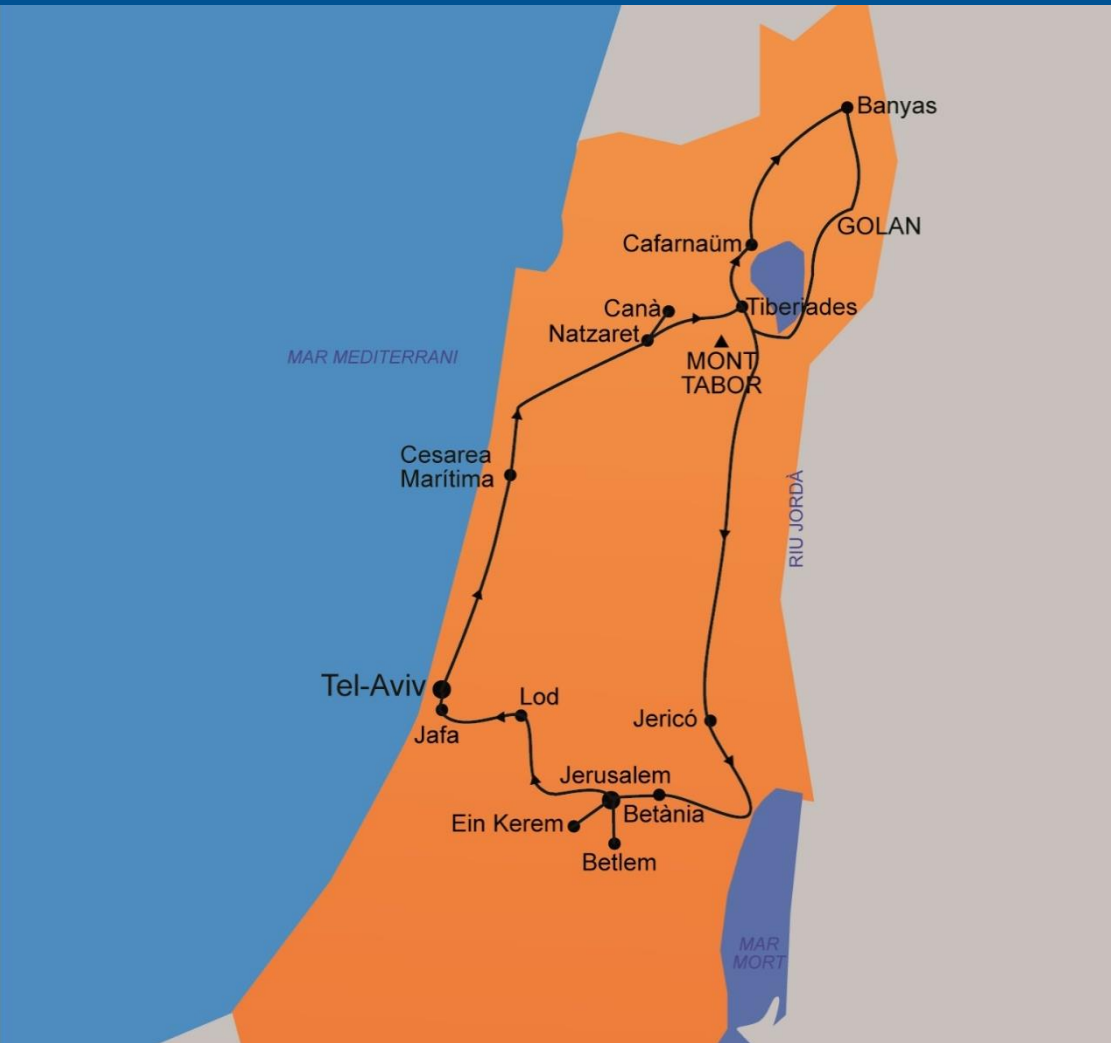 Banyas
GOLAN
Cafarnaüm
Tiberiades
Canà
Natzaret
MONT
TABOR
MAR MEDITERRANI
Cesarea
Marítima
RIU JORDÀ
Tel-Aviv
Jafa
Lod
Jericó
Jerusalem
Betània
Ein Kerem
Betlem
MAR
MORT